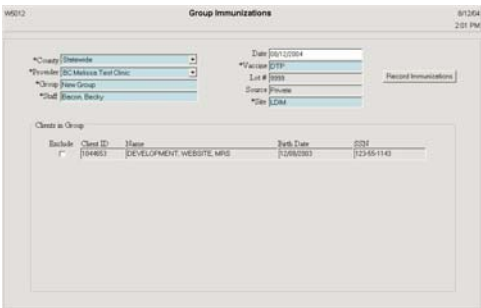 W5012 Group Immunizations 8/12/04
2:01 PM
*County Statewide Date 08/12/2004
*Provider BC Melissa Test Clinic *Vaccine DTP
*Group New Group Lot # 9999 Record Immunizations
*Staff Bacon, Becky Source Private
*Site LDIM
Clients in Group
Exclude Client ID Name Birth Date SSN
1044653 DEVELOPMENT, WEBSITE, MRS 12/08/2003 123-55-1143